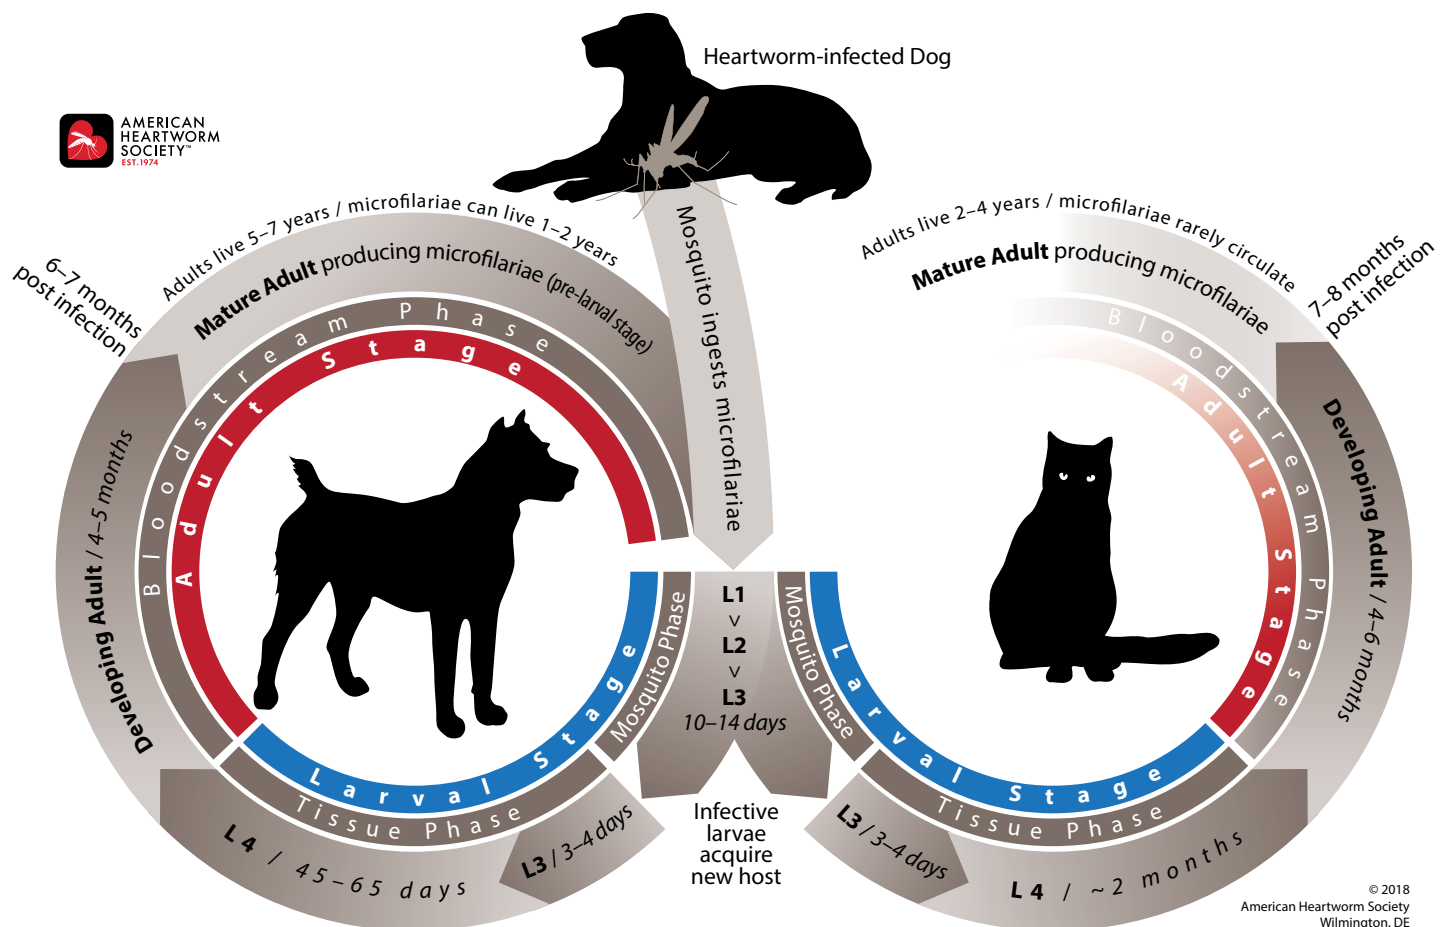 Heartworm-infected Dog
AMERICAN
HEARTWORM
SOCIETY™
EST.1974
Mosquito ingests microfilariae
6–7 months
post infection
Adults live 5–7 years / microfilariae can live 1–2 years
Mature Adult producing microfilariae (pre-larval stage)
Bloodstream Phase
Adult Stage
Developing Adult / 4–5 months
Larval Stage
Tissue Phase
Mosquito Phase
L4 / 45–65 days
L3 / 3–4 days
L1
v
L2
v
L3
10–14 days
Infective
larvae
acquire
new host
Adults live 2–4 years / microfilariae rarely circulate
Mature Adult producing microfilariae
7–8 months
post infection
Bloodstream Phase
Adult Stage
Developing Adult / 4–6 months
Mosquito Phase
Larval Stage
Tissue Phase
L3 / 3–4 days
L4 / ~2 months
© 2018
American Heartworm Society
Wilmington, DE